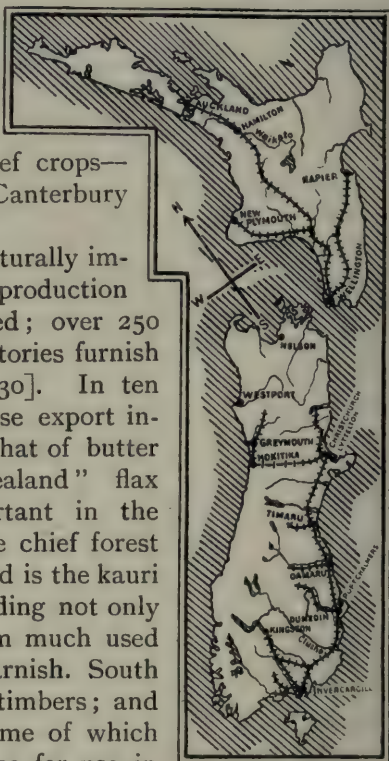 ef crops—
Canterbury
turally im-
production
ed; over 250
tories furnish
30]. In ten
se export in-
hat of butter
ealand" flax
rtant in the
e chief forest
d is the kauri
ding not only
m much used
arnish. South
timbers; and
me of which
N
AUCKLAND
HAMILTON
Waikato
NAPIER
NEW
PLYMOUTH
WELLINGTON
N
E
W
S
NELSON
WESTPORT
GREYMOUTH
HOKITIKA
CHRISTCHURCH
LYTTELTON
TIMARU
OAMARU
PORT CHALMERS
DUNEDIN
KINGSTON
Clutha
INVERCARGILL